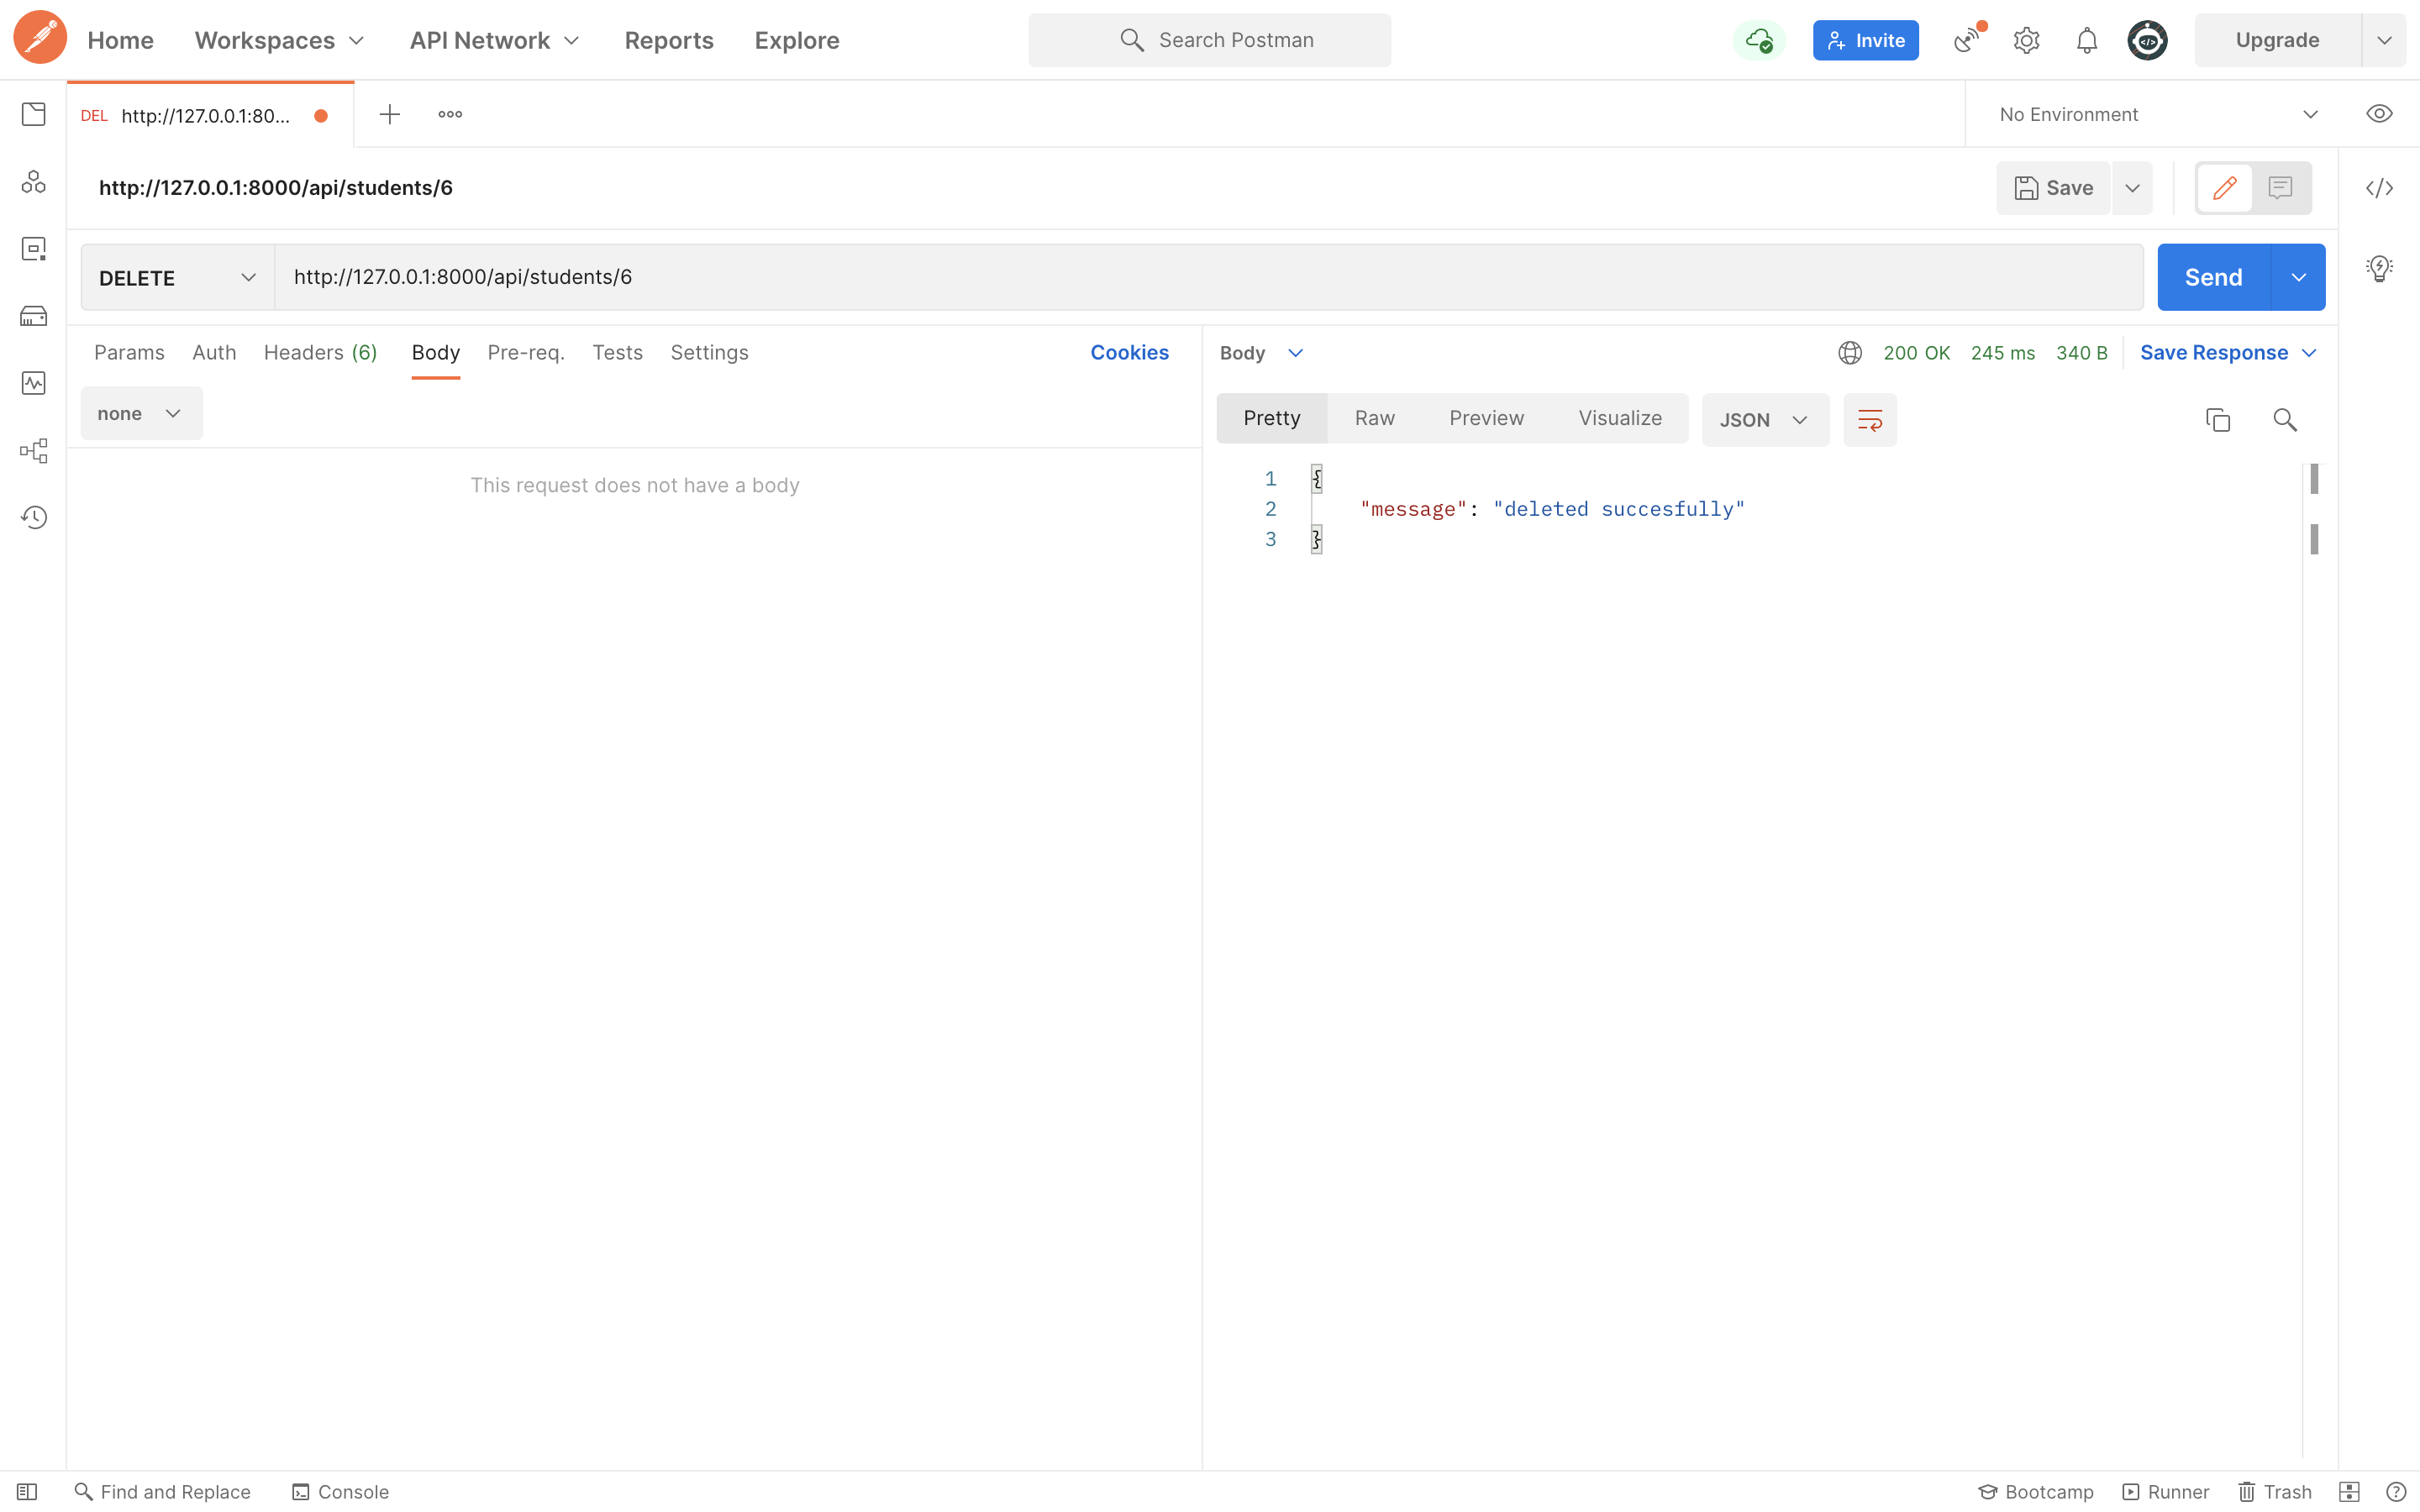 Home Workspaces API Network Reports Explore Search Postman Invite Upgrade
DEL http://127.0.0.1:80... No Environment
http://127.0.0.1:8000/api/students/6 Save
DELETE http://127.0.0.1:8000/api/students/6 Send
Params Auth Headers (6) Body Pre-req. Tests Settings Cookies
Body 200 OK 245 ms 340 B Save Response
none
Pretty Raw Preview Visualize JSON
This request does not have a body
1 {
2 "message": "deleted succesfully"
3 }
Find and Replace Console Bootcamp Runner Trash